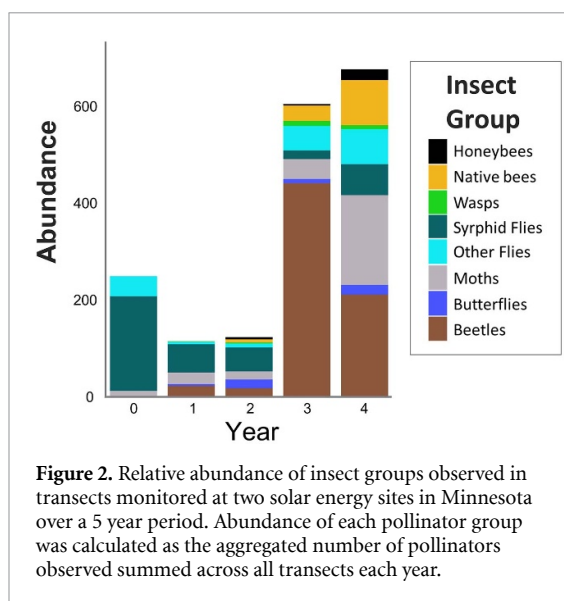 Abundance
600
400
200
0
0 1 2 3 4
Year
Insect
Group
Honeybees
Native bees
Wasps
Syrphid Flies
Other Flies
Moths
Butterflies
Beetles
Figure 2. Relative abundance of insect groups observed in
transects monitored at two solar energy sites in Minnesota
over a 5 year period. Abundance of each pollinator group
was calculated as the aggregated number of pollinators
observed summed across all transects each year.